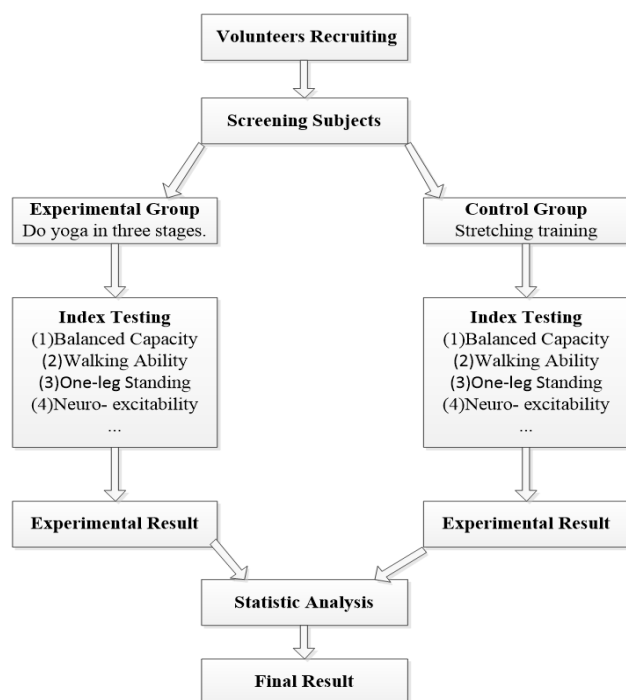 Volunteers Recruiting
Screening Subjects
Experimental Group
Do yoga in three stages.
Control Group
Stretching training
Index Testing
(1)Balanced Capacity
(2)Walking Ability
(3)One-leg Standing
(4)Neuro- excitability
...
Index Testing
(1)Balanced Capacity
(2)Walking Ability
(3)One-leg Standing
(4)Neuro- excitability
...
Experimental Result
Experimental Result
Statistic Analysis
Final Result